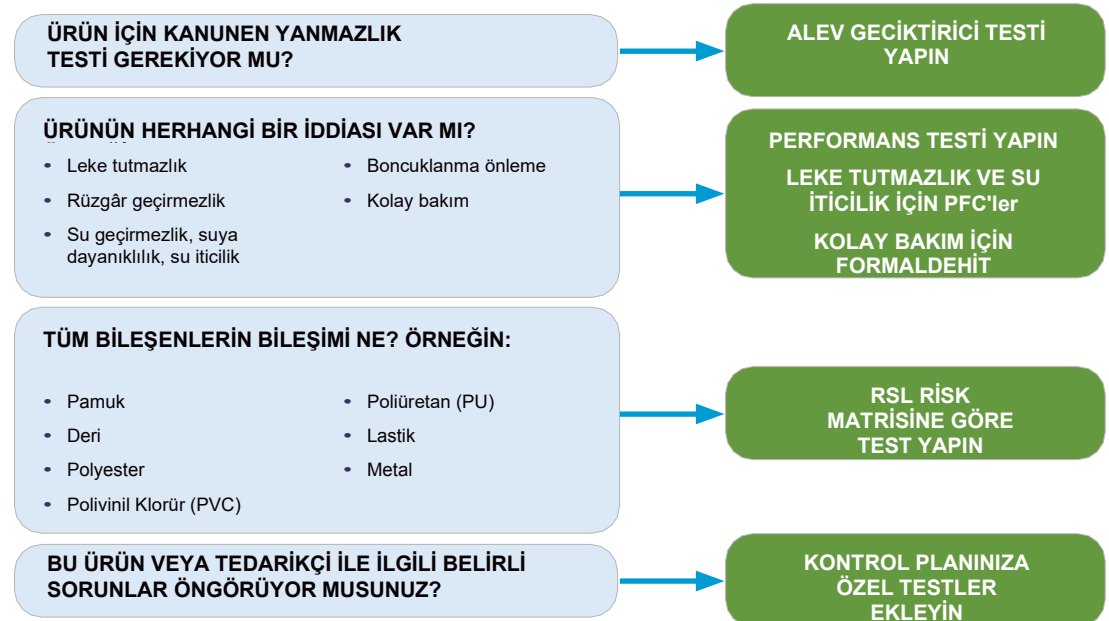 ÜRÜN İÇİN KANUNEN YANMAZLIK
TESTİ GEREKİYOR MU?
ALEV GECİKTİRİCİ TESTİ
YAPIN
ÜRÜNÜN HERHANGİ BİR İDDİASI VAR MI?
• Leke tutmazlık
• Rüzgâr geçirmezlik
• Su geçirmezlik, suya
dayanıklılık, su iticilik
• Boncuklanma önleme
• Kolay bakım
PERFORMANS TESTİ YAPIN
LEKE TUTMAZLIK VE SU
İTİCİLİK İÇİN PFC'ler
KOLAY BAKIM İÇİN
FORMALDEHİT
TÜM BİLEŞENLERİN BİLEŞİMİ NE? ÖRNEĞİN:
• Pamuk
• Deri
• Polyester
• Polivinil Klorür (PVC)
• Poliüretan (PU)
• Lastik
• Metal
RSL RİSK
MATRİSİNE GÖRE
TEST YAPIN
BU ÜRÜN VEYA TEDARİKÇİ İLE İLGİLİ BELİRLİ
SORUNLAR ÖNGÖRÜYOR MUSUNUZ?
KONTROL PLANINIZA
ÖZEL TESTLER
EKLEYİN